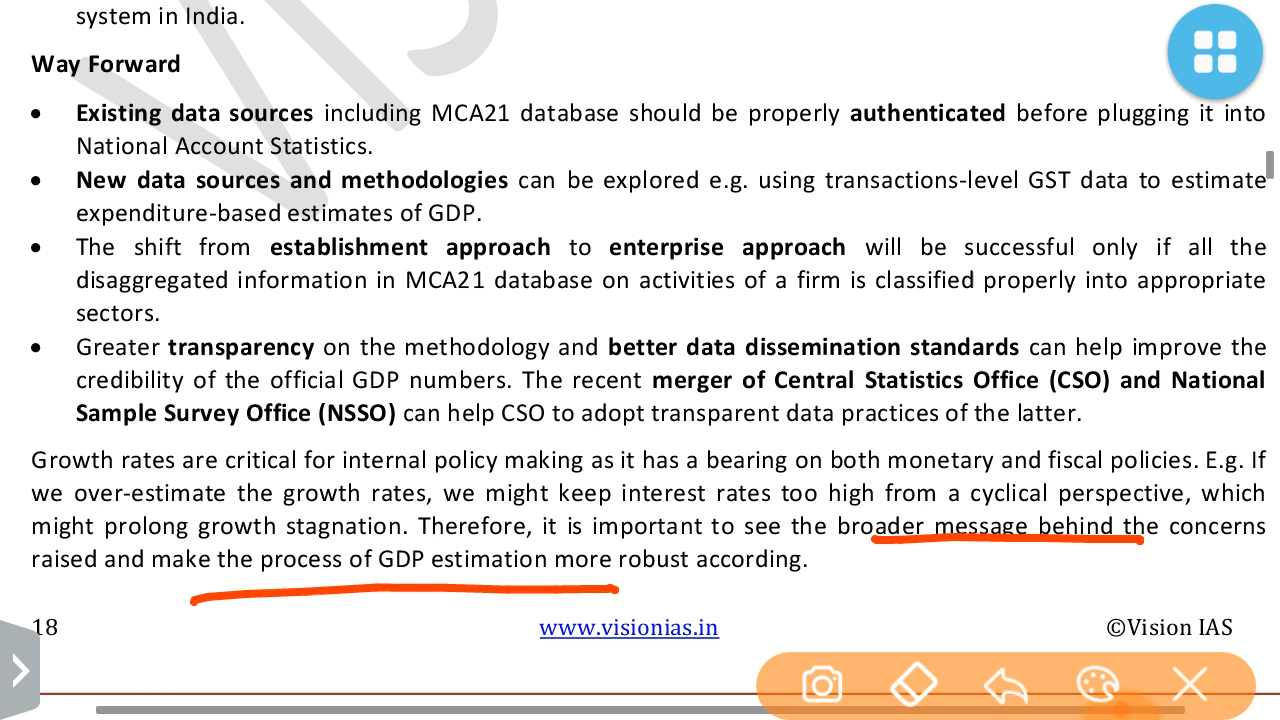 system in India.
Way Forward
• Existing data sources including MCA21 database should be properly authenticated before plugging it into
National Account Statistics.
• New data sources and methodologies can be explored e.g. using transactions-level GST data to estimate
expenditure-based estimates of GDP.
• The shift from establishment approach to enterprise approach will be successful only if all the
disaggregated information in MCA21 database on activities of a firm is classified properly into appropriate
sectors.
• Greater transparency on the methodology and better data dissemination standards can help improve the
credibility of the official GDP numbers. The recent merger of Central Statistics Office (CSO) and National
Sample Survey Office (NSSO) can help CSO to adopt transparent data practices of the latter.
Growth rates are critical for internal policy making as it has a bearing on both monetary and fiscal policies. E.g. If
we over-estimate the growth rates, we might keep interest rates too high from a cyclical perspective, which
might prolong growth stagnation. Therefore, it is important to see the broader message behind the concerns
raised and make the process of GDP estimation more robust according.
18 www.visionias.in ©Vision IAS